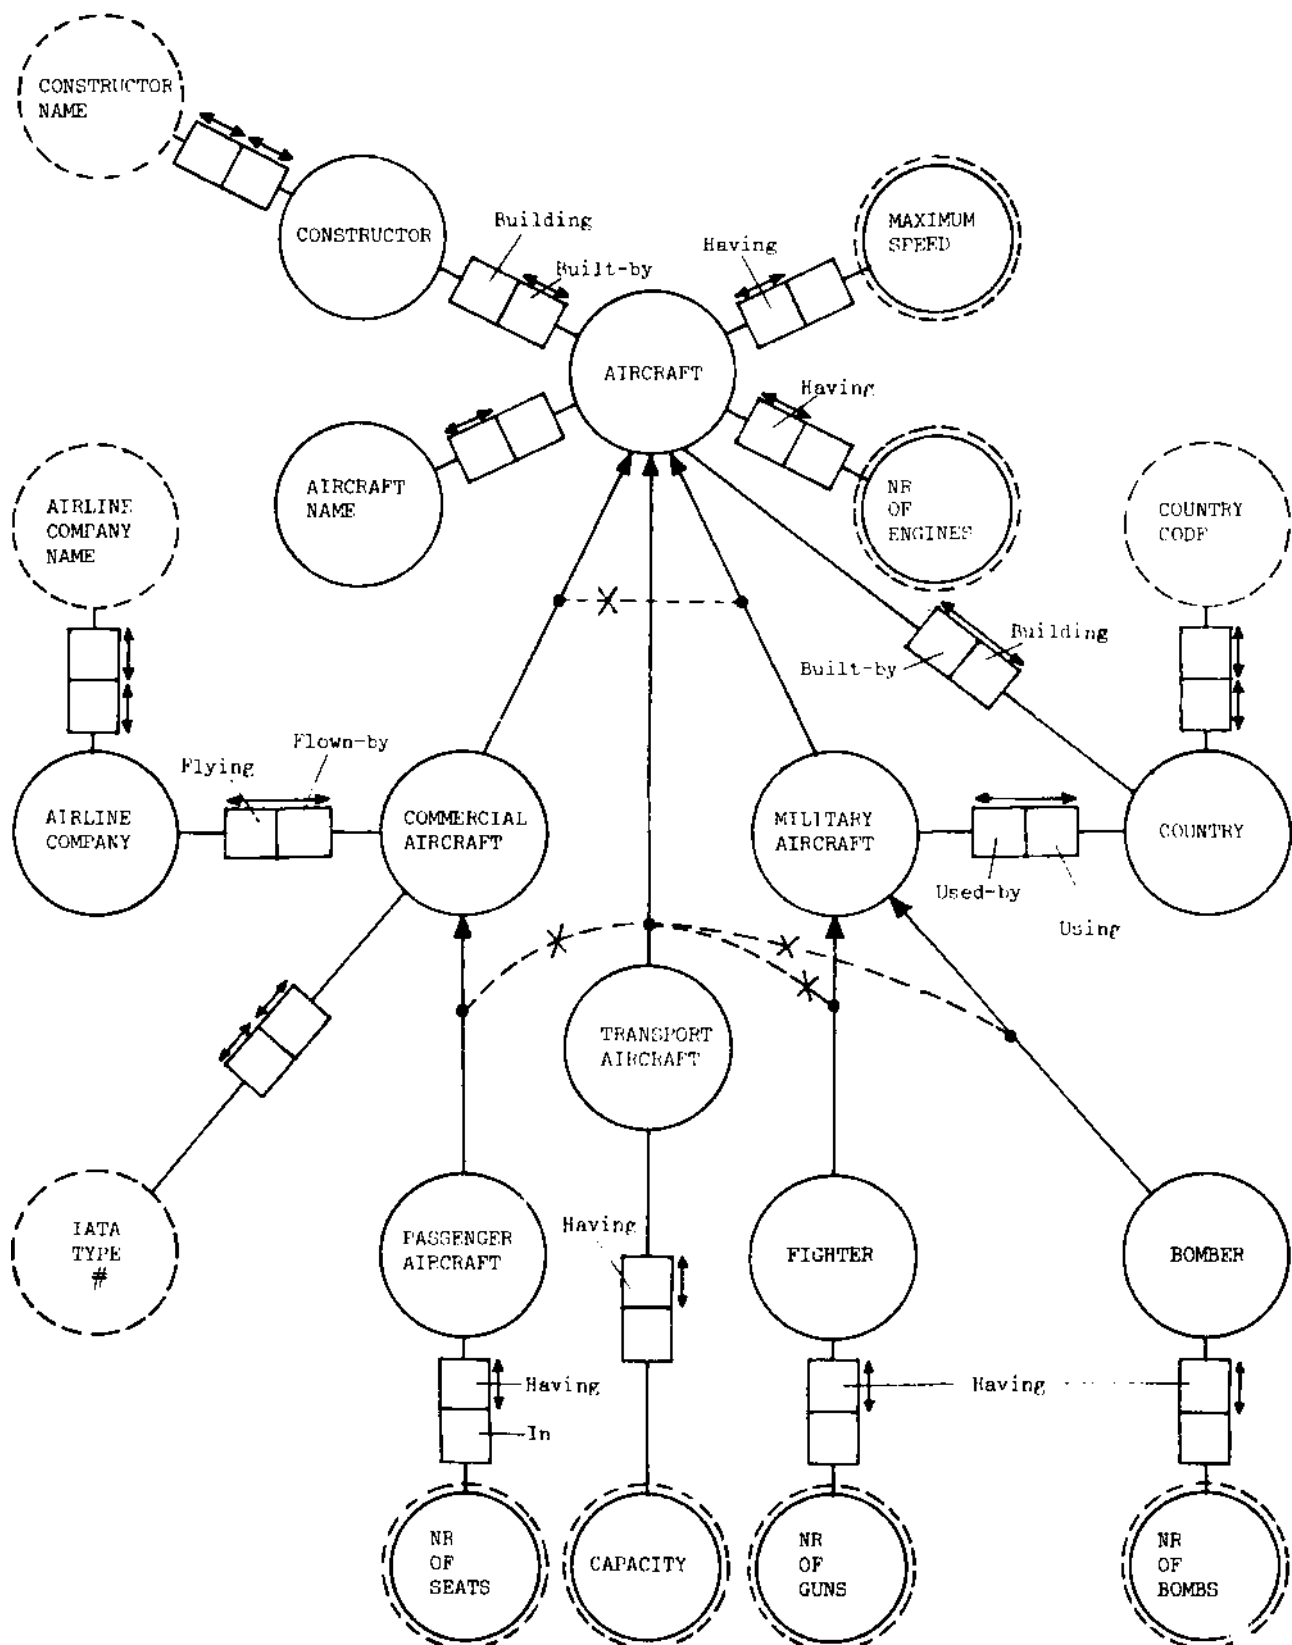 CONSTRUCTOR
NAME
CONSTRUCTOR
Building
Built-by
Having
MAXIMUM
SPEED
AIRCRAFT
Having
AIRCRAFT
NAME
NR
OF
ENGINES
AIRLINE
COMPANY
NAME
COUNTRY
CODE
Building
Built-by
Flown-by
Flying
AIRLINE
COMPANY
COMMERCIAL
AIRCRAFT
MILITARY
AIRCRAFT
COUNTRY
Used-by
Using
TRANSPORT
AIRCRAFT
IATA
TYPE
#
PASSENGER
AIRCRAFT
Having
FIGHTER
BOMBER
Having
In
Having
NR
OF
SEATS
CAPACITY
NR
OF
GUNS
NR
OF
BOMBS